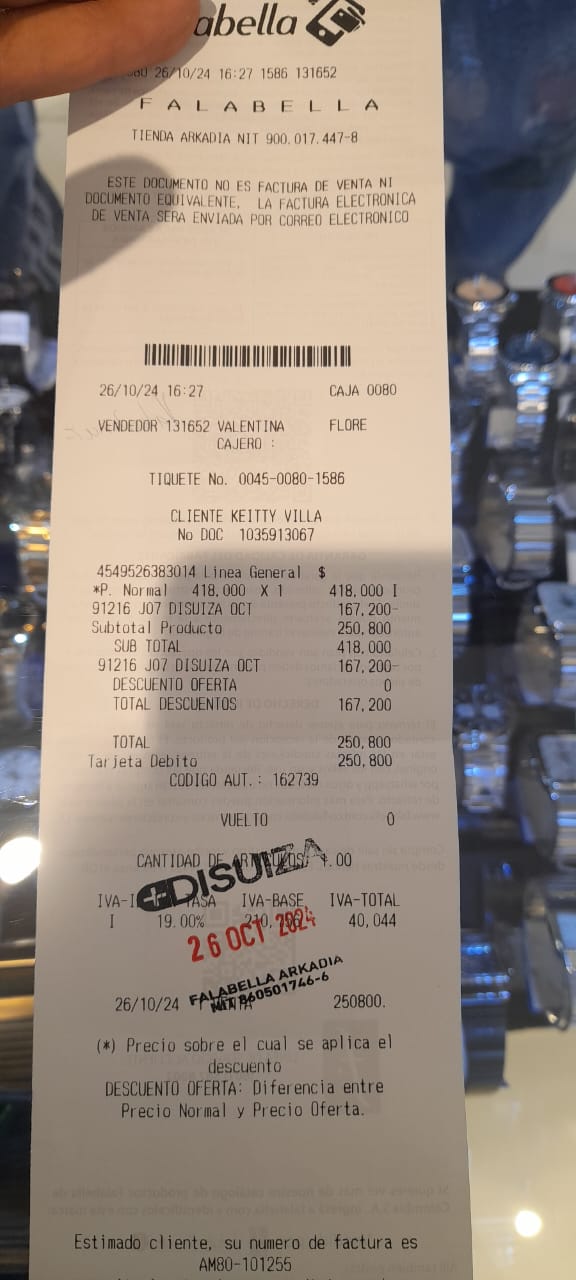 abella
26/10/24 16:27 1586 131652
FALABELLA
TIENDA ARKADIA NIT 900.017.447-8
ESTE DOCUMENTO NO ES FACTURA DE VENTA NI
DOCUMENTO EQUIVALENTE, LA FACTURA ELECTRONICA
DE VENTA SERA ENVIADA POR CORREO ELECTRONICO
26/10/24 16:27 CAJA 0080
VENDEDOR 131652 VALENTINA FLORE
CAJERO :
TIQUETE No. 0045-0080-1586
CLIENTE KEITTY VILLA
No DOC 1035913067
4549526383014 Linea General $
*P. Normal 418.000 X 1 418.000 I
91216 J07 DISUIZA OCT 167,200-
Subtotal Producto 250,800
SUB TOTAL 418,000
91216 J07 DISUIZA OCT 167,200-
DESCUENTO OFERTA 0
TOTAL DESCUENTOS 167,200
TOTAL 250,800
Tarjeta Debito 250,800
CODIGO AUT.: 162739
VUELTO 0
CANTIDAD DE ARTICULOS: 1.00
DISUIZA
IVA-I TASA IVA-BASE IVA-TOTAL
I 19.00% 40,044
26 OCT 2024
FALABELLA ARKADIA
NIT 860501746-6
26/10/24 250800.
(*) Precio sobre el cual se aplica el
descuento
DESCUENTO OFERTA: Diferencia entre
Precio Normal y Precio Oferta.
Estimado cliente, su numero de factura es
AM80-101255